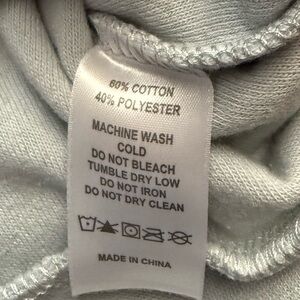 60% COTTON
40% POLYESTER
MACHINE WASH
COLD
DO NOT BLEACH
TUMBLE DRY LOW
DO NOT IRON
DO NOT DRY CLEAN
MADE IN CHINA